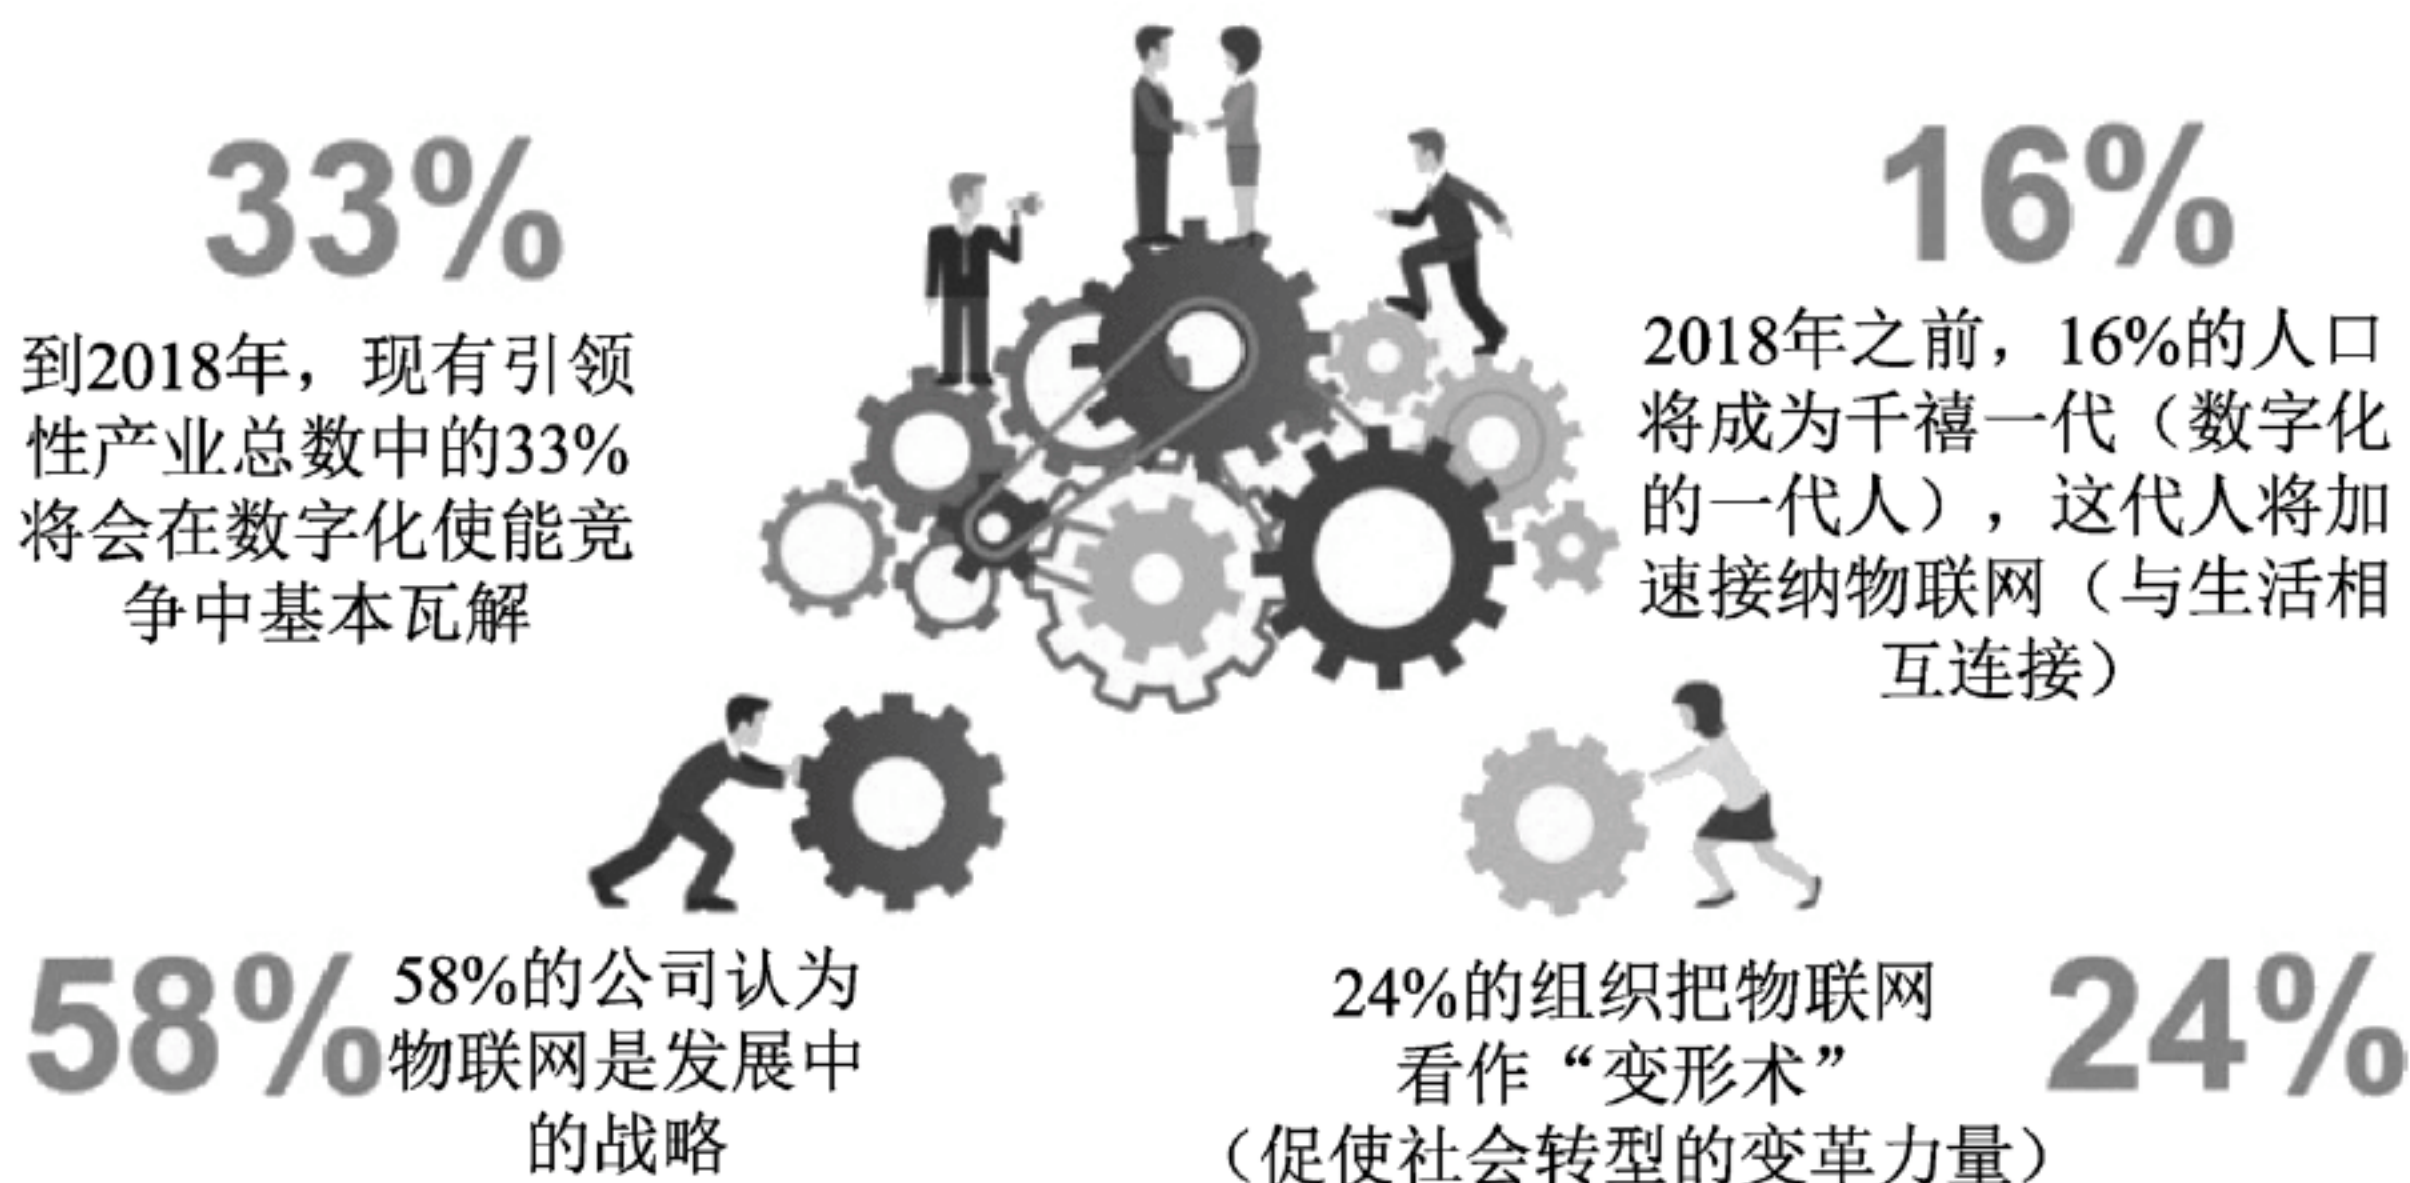 33%
到2018年，现有引领
性产业总数中的33%
将会在数字化使能竞
争中基本瓦解
16%
2018年之前，16%的人口
将成为千禧一代（数字化
的一代人），这代人将加
速接纳物联网（与生活相
互连接）
58%
58%的公司认为
物联网是发展中
的战略
24%的组织把物联网
看作“变形术”
（促使社会转型的变革力量）
24%